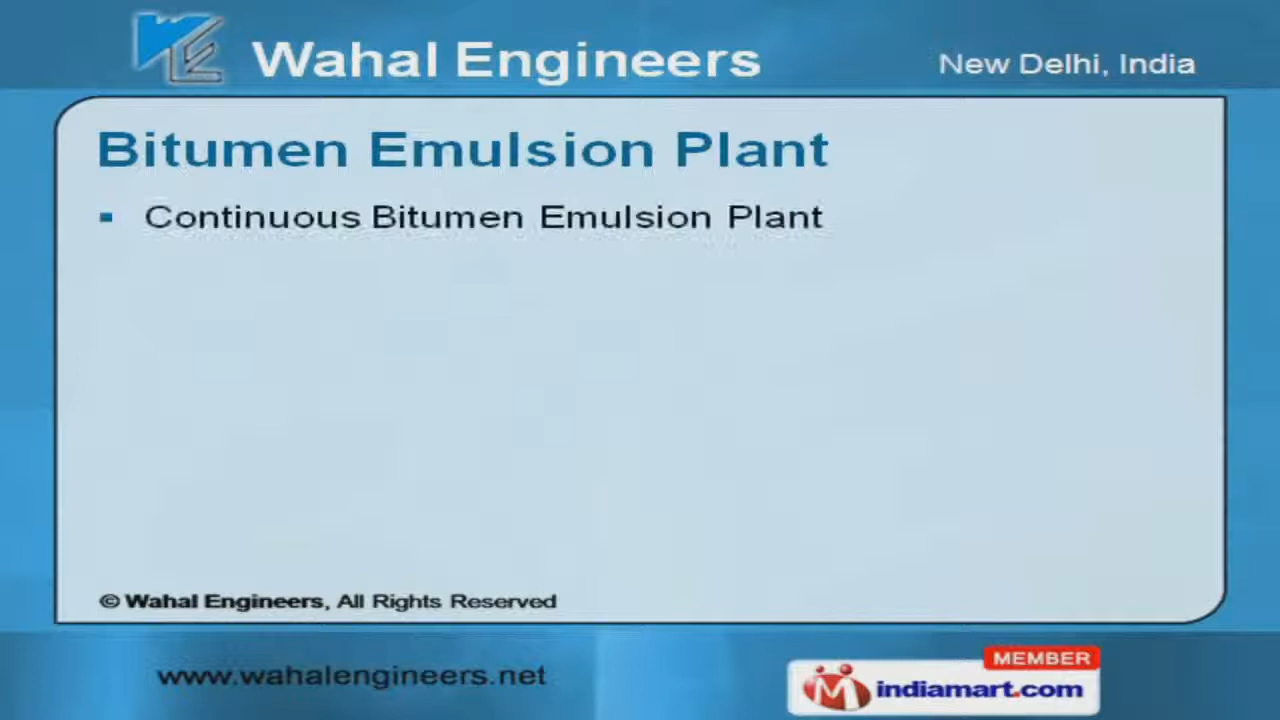 Wahal Engineers
New Delhi, India
Bitumen Emulsion Plant
▪ Continuous Bitumen Emulsion Plant
© Wahal Engineers, All Rights Reserved
www.wahalengineers.net
MEMBER
indiamart.com